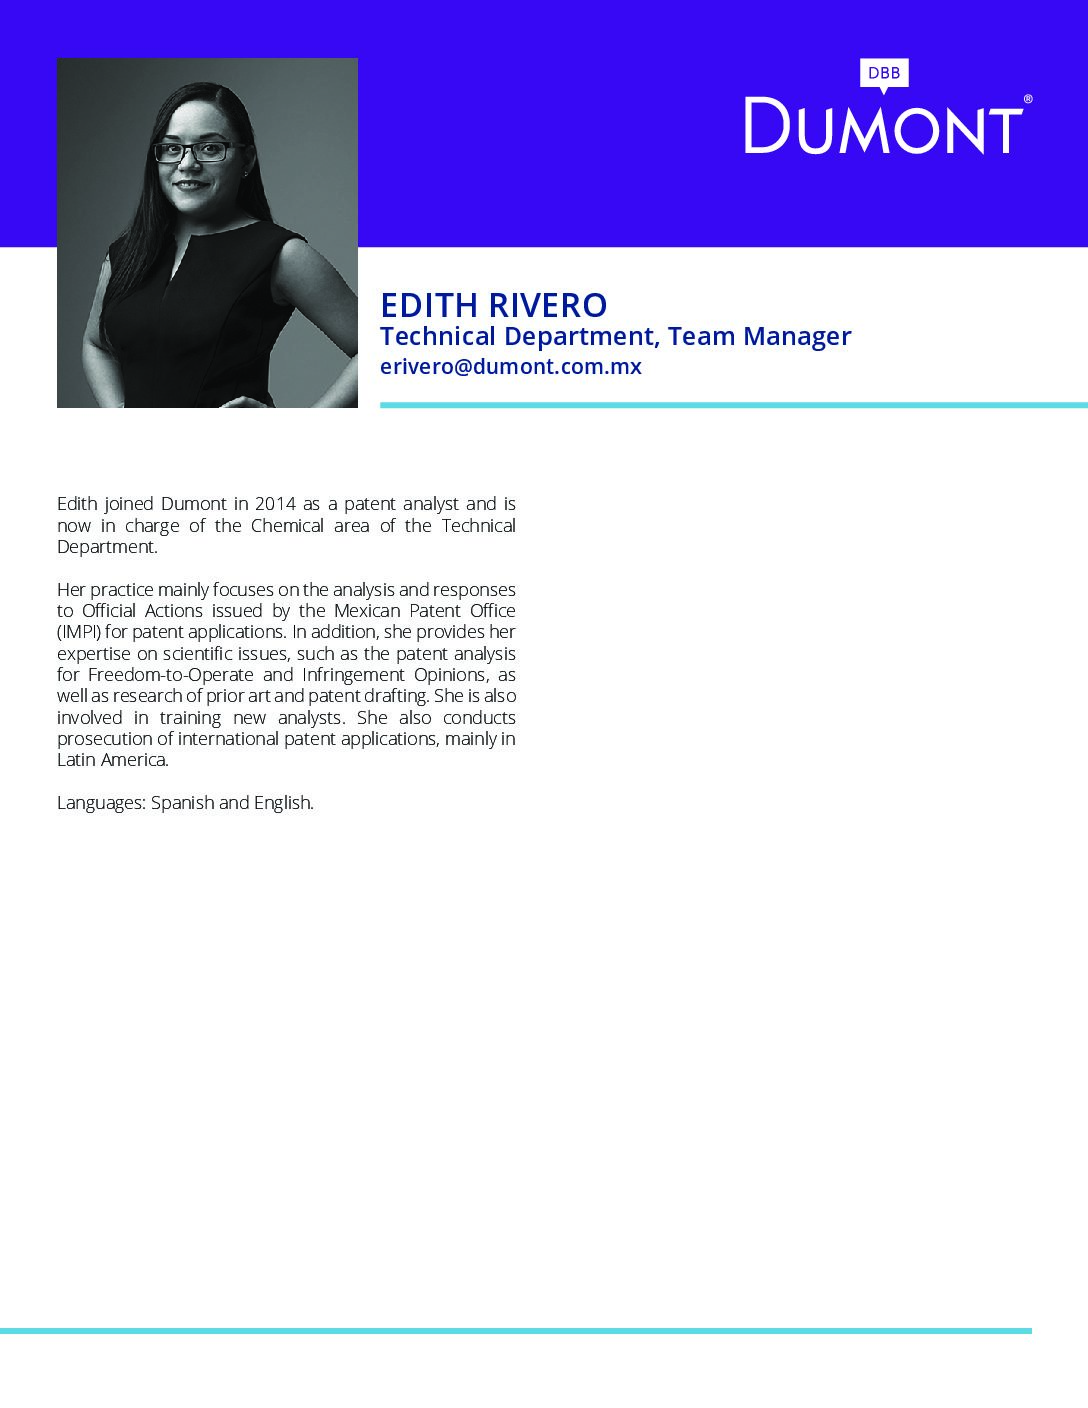 DBB
DUMONT®
EDITH RIVERO
Technical Department, Team Manager
erivero@dumont.com.mx
Edith joined Dumont in 2014 as a patent analyst and is
now in charge of the Chemical area of the Technical
Department.
Her practice mainly focuses on the analysis and responses
to Official Actions issued by the Mexican Patent Office
(IMPI) for patent applications. In addition, she provides her
expertise on scientific issues, such as the patent analysis
for Freedom-to-Operate and Infringement Opinions, as
well as research of prior art and patent drafting. She is also
involved in training new analysts. She also conducts
prosecution of international patent applications, mainly in
Latin America.
Languages: Spanish and English.